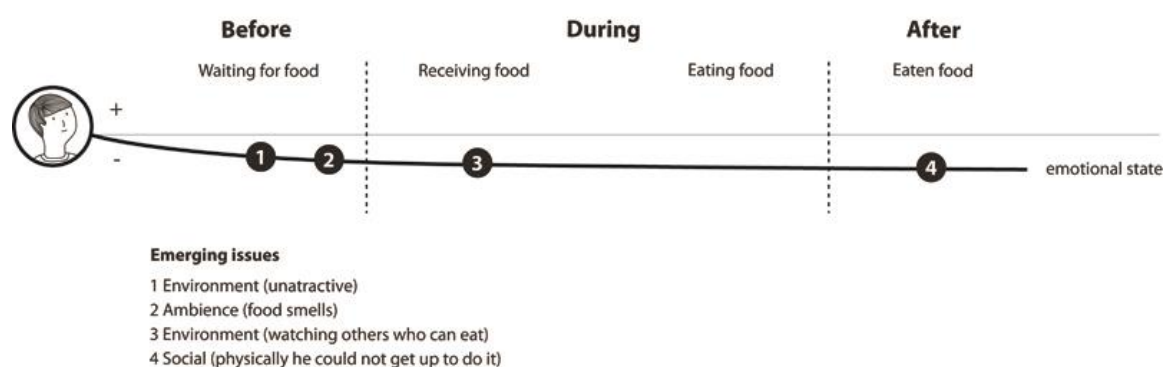 Before During After
Waiting for food Receiving food Eating food Eaten food
+
1 2 3 4
-
emotional state
Emerging issues
1 Environment (unatractive)
2 Ambience (food smells)
3 Environment (watching others who can eat)
4 Social (physically he could not get up to do it)